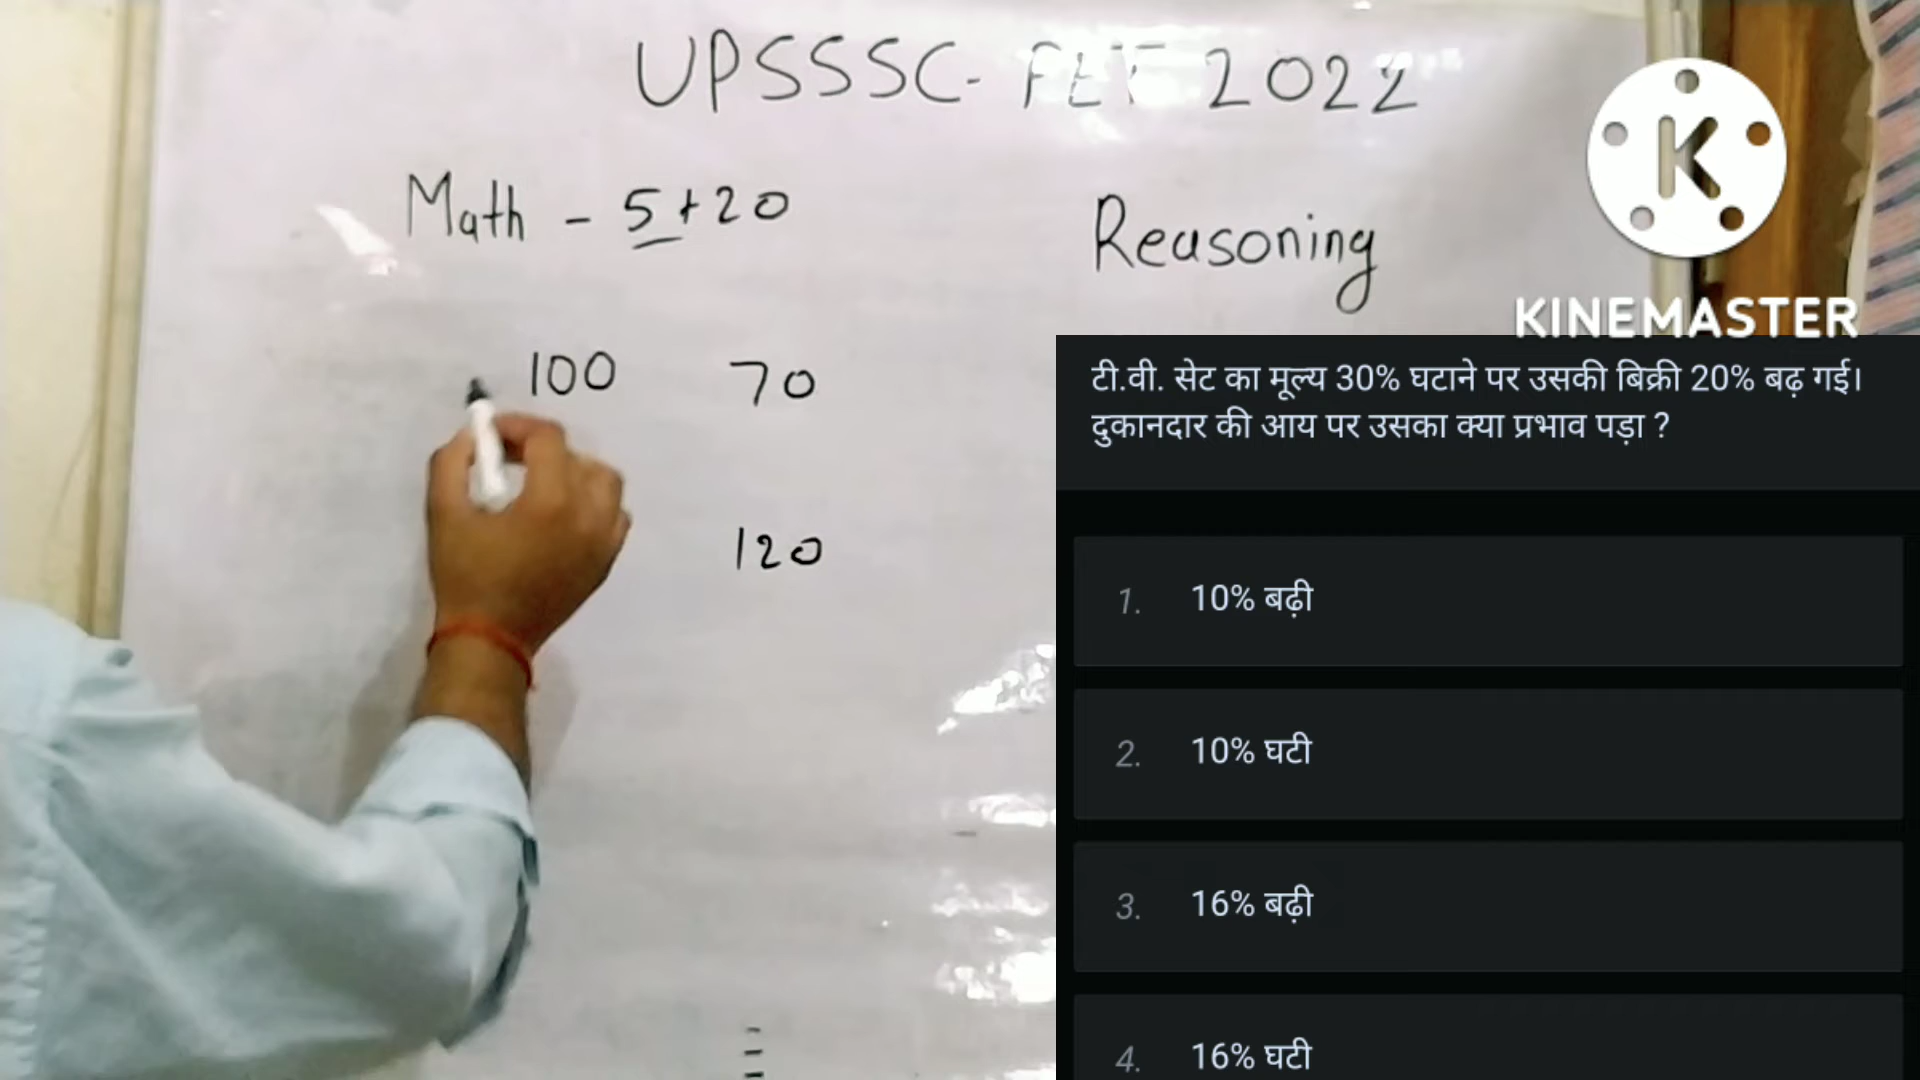 UPSSSC- PET 2022
Math - 5+20
Reasoning
K
KINEMASTER
100 70
120
टी.वी. सेट का मूल्य 30% घटाने पर उसकी बिक्री 20% बढ़ गई।
दुकानदार की आय पर उसका क्या प्रभाव पड़ा ?
1. 10% बढ़ी
2. 10% घटी
3. 16% बढ़ी
4. 16% घटी